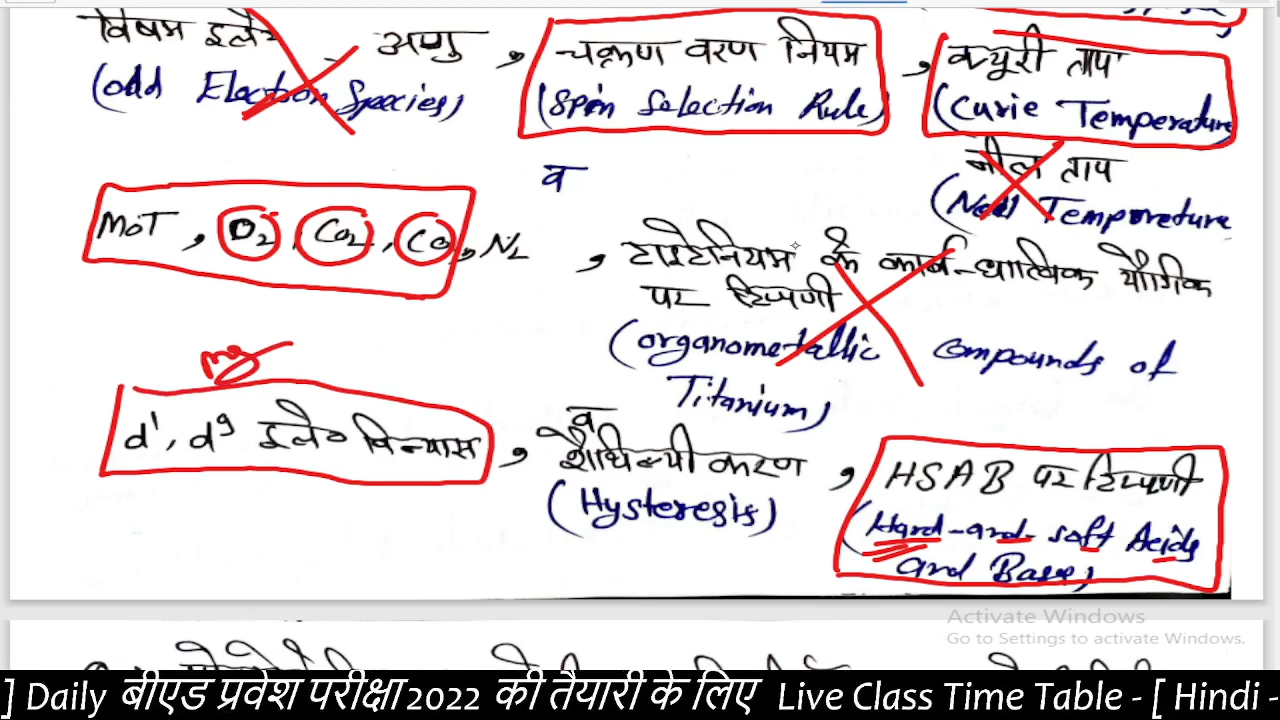 विषम इले० अणु , चक्रण वरण नियम , क्यूरी ताप
(odd Electron Species) (Spin Selection Rule) (Curie Temperature
व
नील ताप
(Neel Temperature
MOT , O2 , CO2 , CO , N2
, टाइटेनियम के कार्ब-धात्विक यौगिक
पर टिप्पणी
(organometallic compounds of
Titanium)
d1, d9 इले० विन्यास , व
शैथिल्यीकरण , HSAB पर टिप्पणी
(Hysteresis) (Hard-and-soft Acids
and Bases)
Activate Windows
Go to Settings to activate Windows.
] Daily बीएड प्रवेश परीक्षा 2022 की तैयारी के लिए Live Class Time Table - [ Hindi -